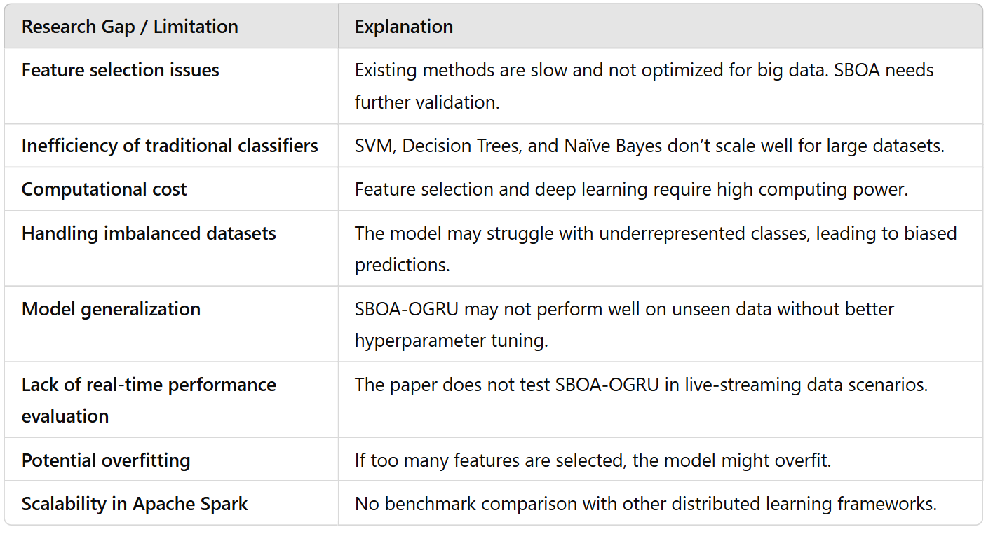 Research Gap / Limitation
Explanation
Feature selection issues
Existing methods are slow and not optimized for big data. SBOA needs
further validation.
Inefficiency of traditional classifiers
SVM, Decision Trees, and Naïve Bayes don’t scale well for large datasets.
Computational cost
Feature selection and deep learning require high computing power.
Handling imbalanced datasets
The model may struggle with underrepresented classes, leading to biased
predictions.
Model generalization
SBOA-OGRU may not perform well on unseen data without better
hyperparameter tuning.
Lack of real-time performance
evaluation
The paper does not test SBOA-OGRU in live-streaming data scenarios.
Potential overfitting
If too many features are selected, the model might overfit.
Scalability in Apache Spark
No benchmark comparison with other distributed learning frameworks.